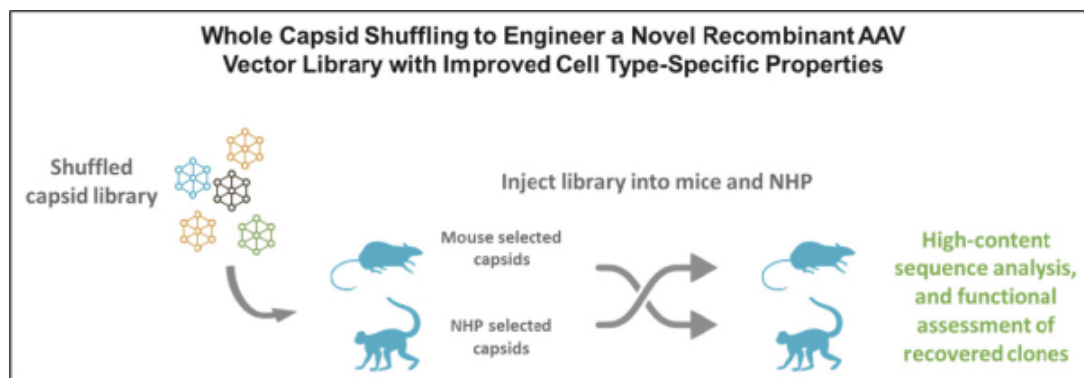 Whole Capsid Shuffling to Engineer a Novel Recombinant AAV
Vector Library with Improved Cell Type-Specific Properties
Shuffled
capsid library
Inject library into mice and NHP
Mouse selected
capsids
NHP selected
capsids
High-content
sequence analysis,
and functional
assessment of
recovered clones